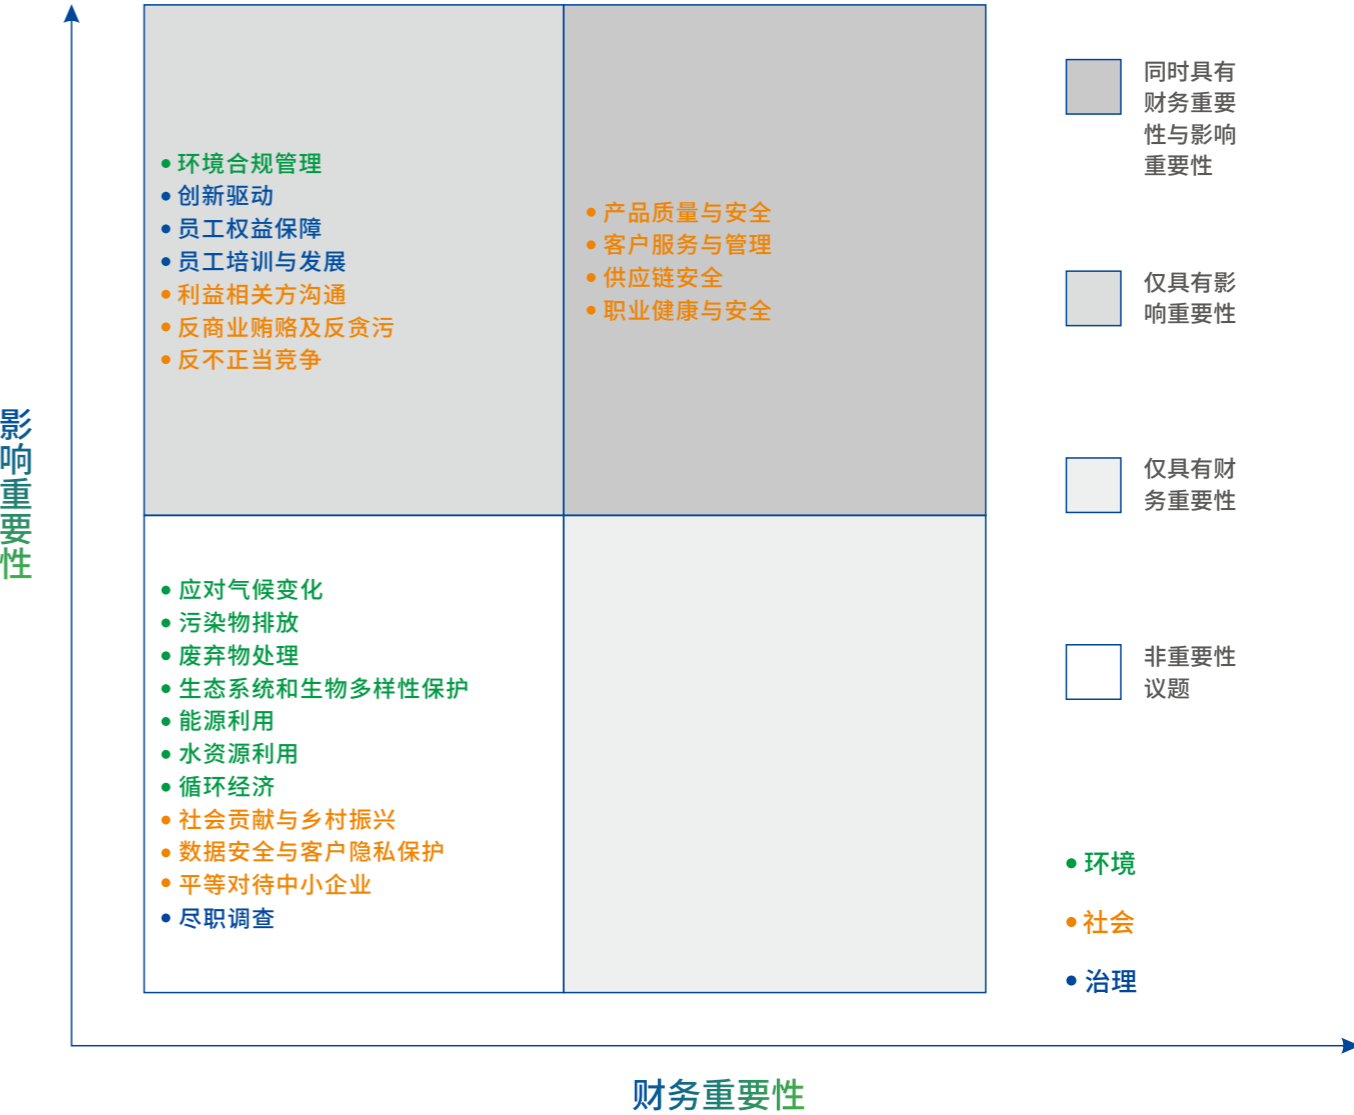 影响重要性
环境合规管理
创新驱动
员工权益保障
员工培训与发展
利益相关方沟通
反商业贿赂及反贪污
反不正当竞争
产品质量与安全
客户服务与管理
供应链安全
职业健康与安全
应对气候变化
污染物排放
废弃物处理
生态系统和生物多样性保护
能源利用
水资源利用
循环经济
社会贡献与乡村振兴
数据安全与客户隐私保护
平等对待中小企业
尽职调查
财务重要性
同时具有
财务重要
性与影响
重要性
仅具有影
响重要性
仅具有财
务重要性
非重要性
议题
环境
社会
治理